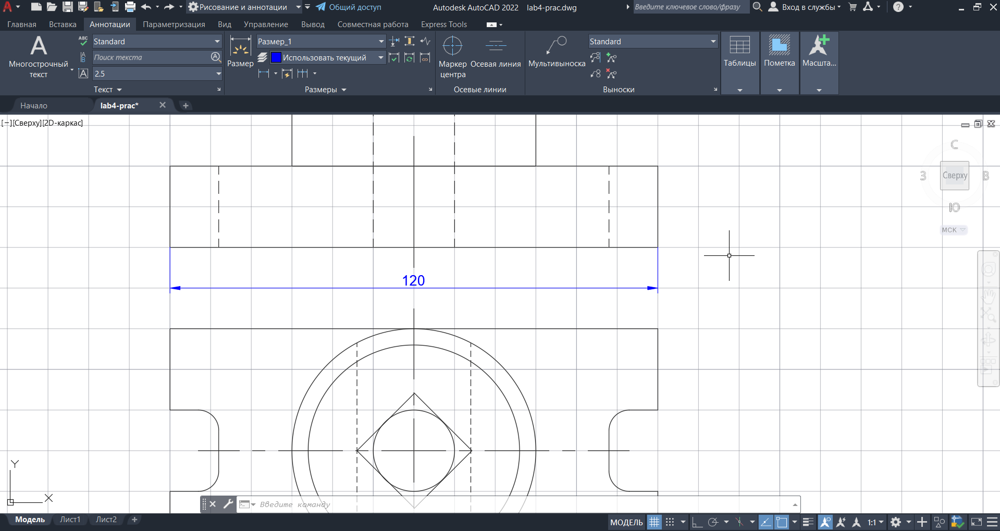 Рисование и аннотации
Общий доступ
Autodesk AutoCAD 2022 lab4-prac.dwg
Введите ключевое слово/фразу
Вход в службы
Главная Вставка Аннотации Параметризация Вид Управление Вывод Совместная работа Express Tools
Многострочный текст
ABC
Standard
Поиск текста
2.5
Текст
Размер
Размер_1
Использовать текущий
Размеры
Маркер центра
Осевая линия
Осевые линии
Мультивыноска
Standard
Выноски
Таблицы
Пометка
Масшта...
Начало
lab4-prac*
[−][Сверху][2D-каркас]
С
З
Сверху
В
Ю
МСК
120
Y
X
Введите команду
Модель Лист1 Лист2
МОДЕЛЬ
1:1